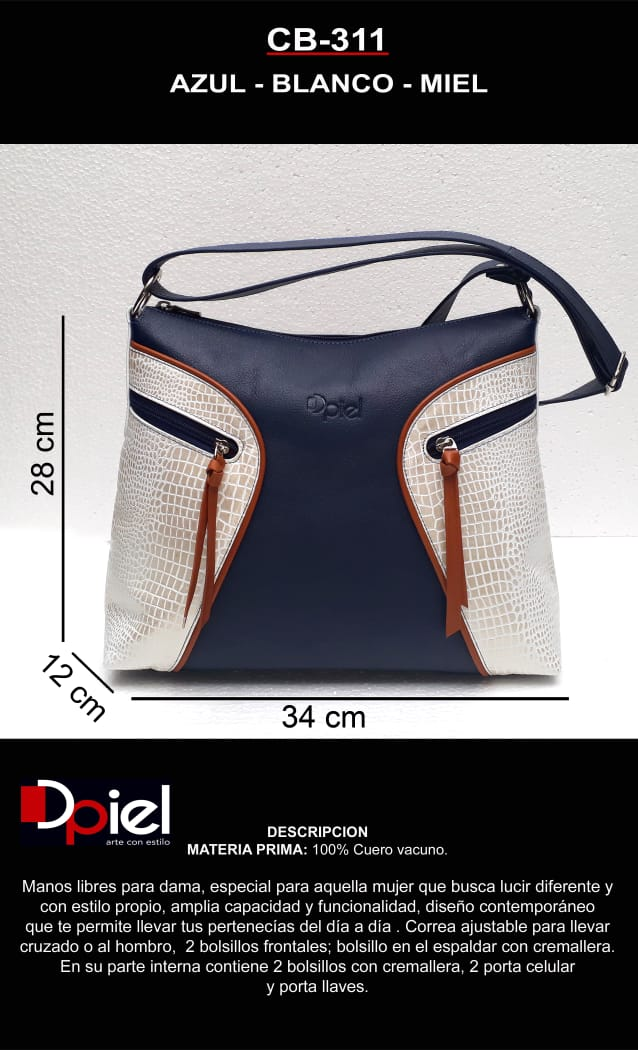 CB-311
AZUL - BLANCO - MIEL
Dpiel
28 cm
12 cm
34 cm
Dpiel
arte con estilo
DESCRIPCION
MATERIA PRIMA: 100% Cuero vacuno.
Manos libres para dama, especial para aquella mujer que busca lucir diferente y
con estilo propio, amplia capacidad y funcionalidad, diseño contemporáneo
que te permite llevar tus pertenecías del día a día . Correa ajustable para llevar
cruzado o al hombro, 2 bolsillos frontales; bolsillo en el espaldar con cremallera.
En su parte interna contiene 2 bolsillos con cremallera, 2 porta celular
y porta llaves.